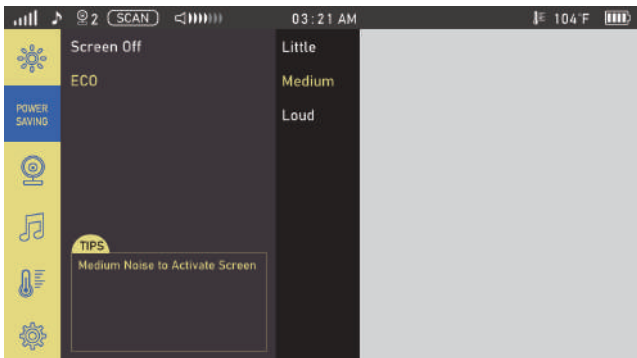 2 SCAN 03:21 AM 104°F
Screen Off Little
ECO Medium
POWER
SAVING
Loud
TIPS
Medium Noise to Activate Screen